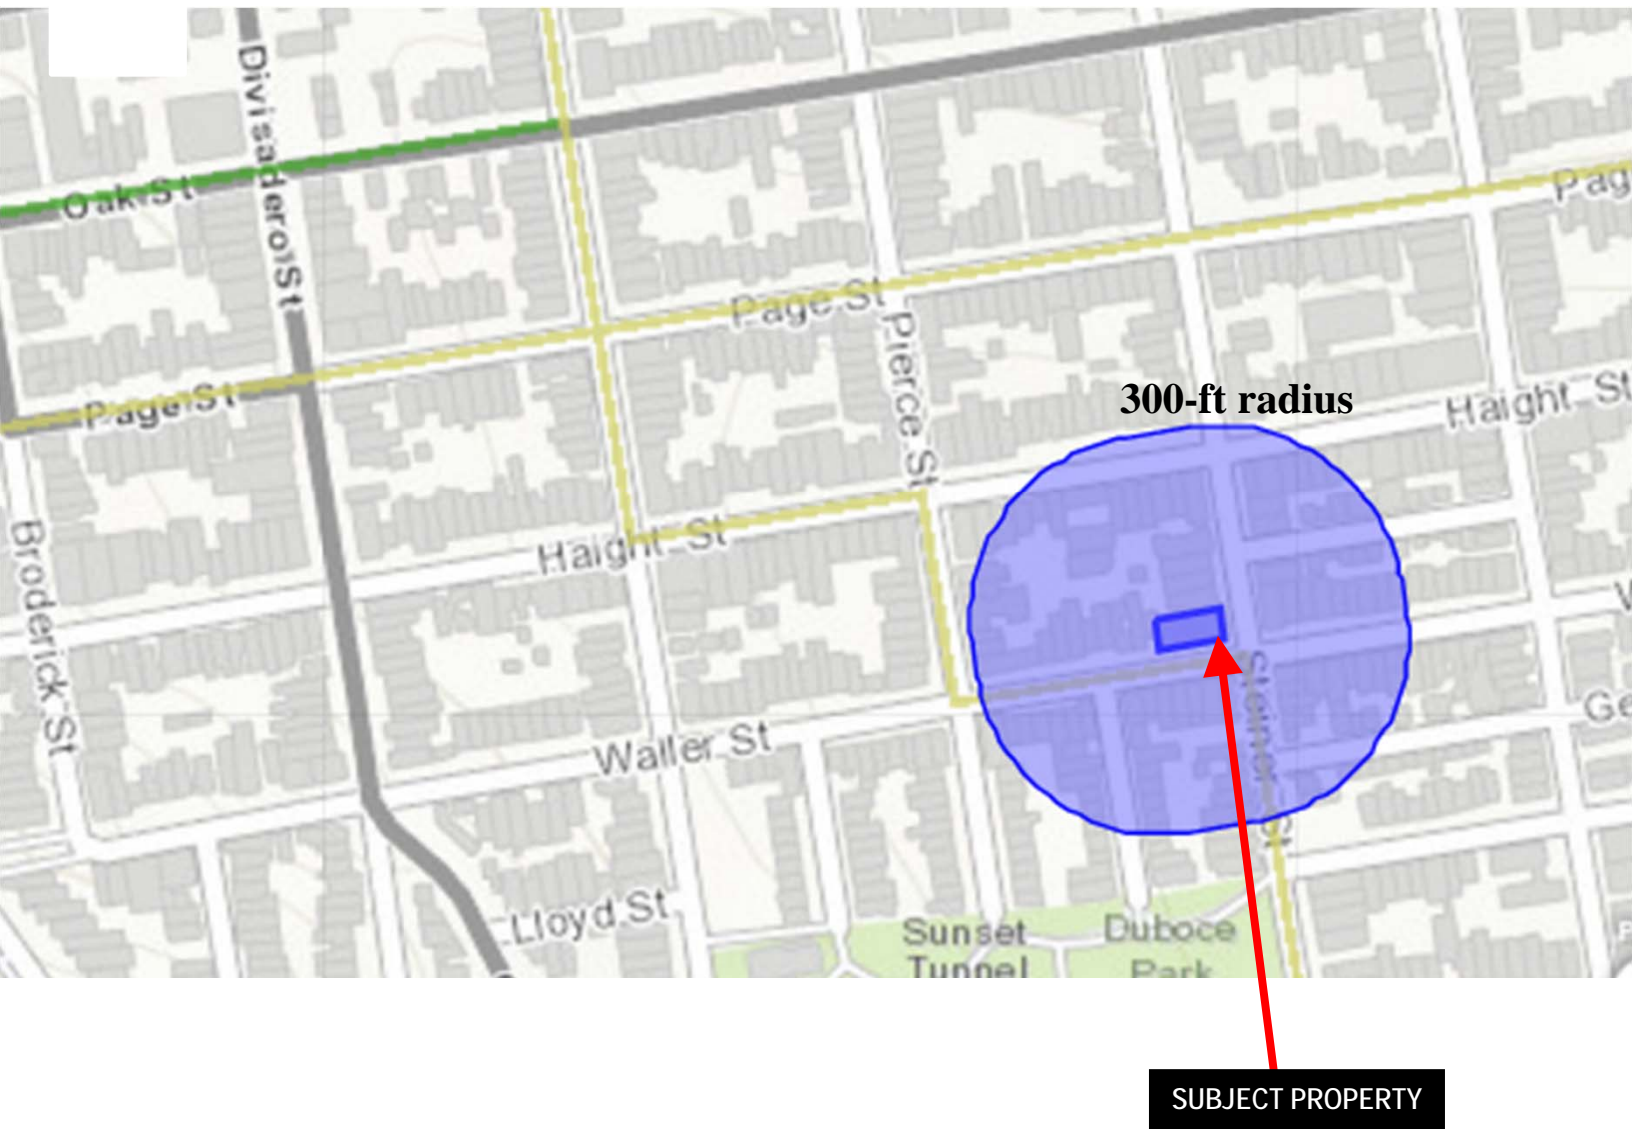 Divisadero St
Oak St
Pag
Page St
Pierce St
300-ft radius
Haight St
Page St
Haight St
Broderick St
W
Steiner St
Ge
Waller St
Lloyd St
Sunset
Tunnel
Duboce
Park
SUBJECT PROPERTY